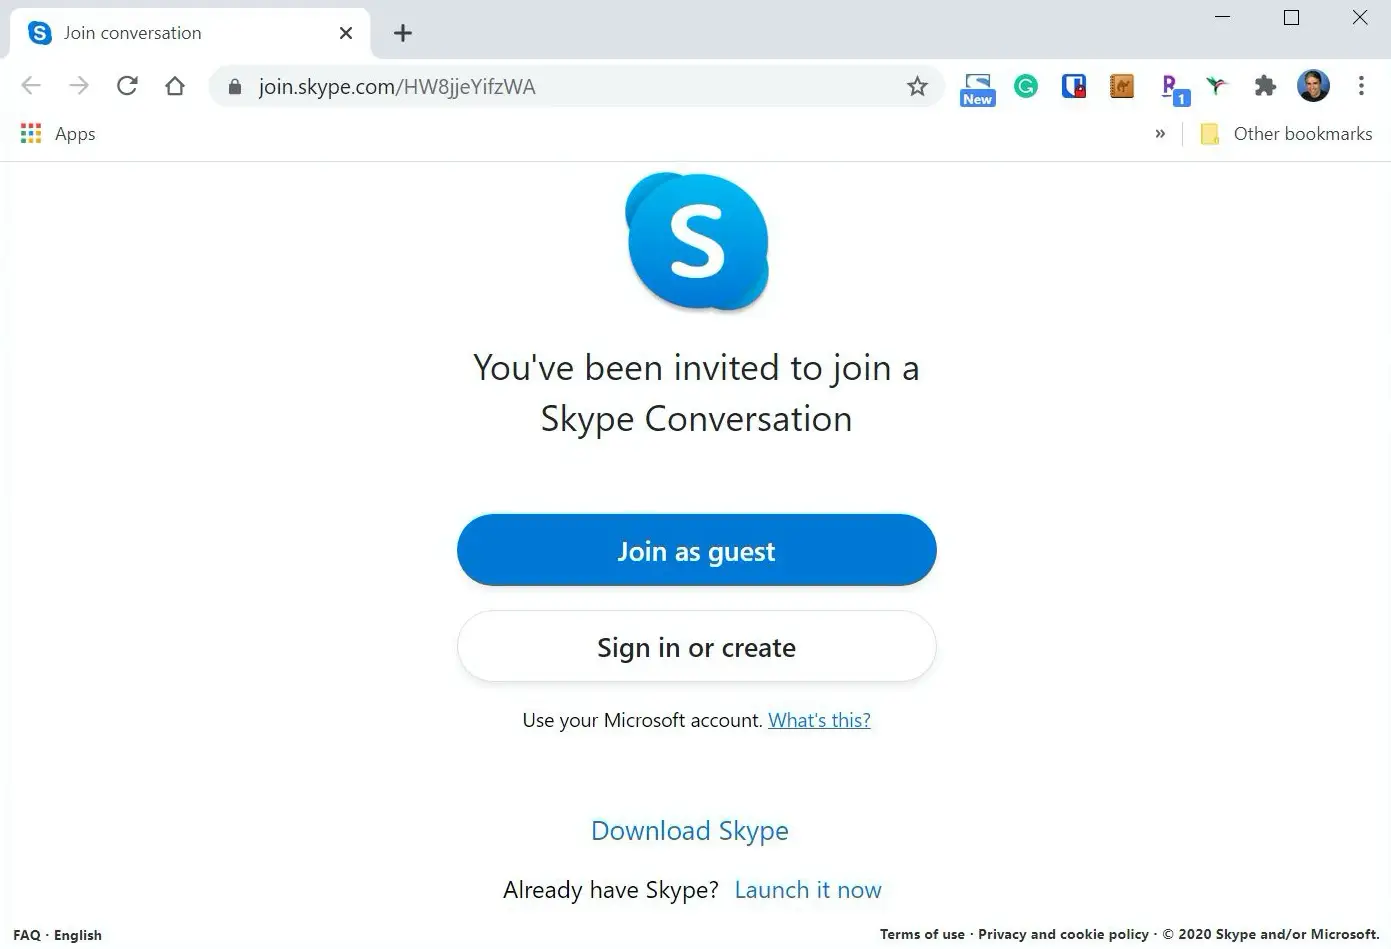 Join conversation
join.skype.com/HW8jjeYifzWA
New
1
Apps
» Other bookmarks
S
You've been invited to join a
Skype Conversation
Join as guest
Sign in or create
Use your Microsoft account. What's this?
Download Skype
Already have Skype? Launch it now
FAQ · English
Terms of use · Privacy and cookie policy · © 2020 Skype and/or Microsoft.